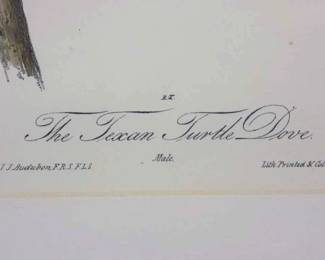 The Texan Turtle Dove.
Male.
J.J. Audubon, F.R.S. F.L.S.
Lith. Printed & Col